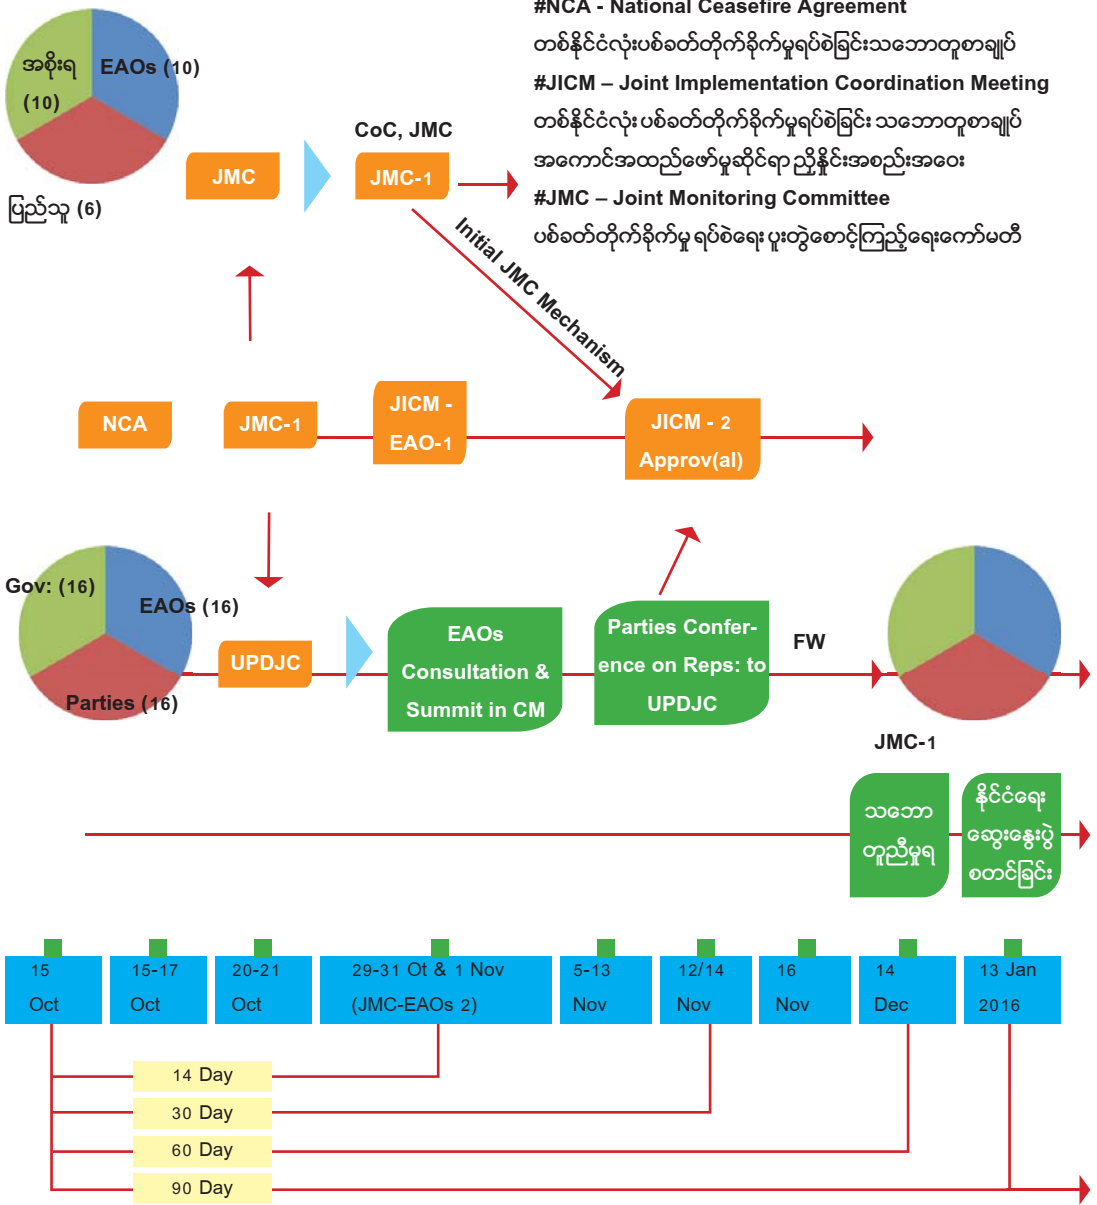 #NCA - National Ceasefire Agreement
တစ်နိုင်ငံလုံးပစ်ခတ်တိုက်ခိုက်မှုရပ်စဲခြင်းသဘောတူစာချုပ်
#JICM – Joint Implementation Coordination Meeting
တစ်နိုင်ငံလုံး ပစ်ခတ်တိုက်ခိုက်မှုရပ်စဲခြင်း သဘောတူစာချုပ်
အကောင်အထည်ဖော်မှုဆိုင်ရာ ညှိနှိုင်းအစည်းအဝေး
#JMC – Joint Monitoring Committee
ပစ်ခတ်တိုက်ခိုက်မှု ရပ်စဲရေး ပူးတွဲစောင့်ကြည့်ရေးကော်မတီ
အစိုးရ
(10)
EAOs (10)
ပြည်သူ (6)
JMC
CoC, JMC
JMC-1
Initial JMC Mechanism
NCA
JMC-1
JICM -
EAO-1
JICM - 2
Approv(al)
Gov: (16)
EAOs (16)
Parties (16)
UPDJC
EAOs
Consultation &
Summit in CM
Parties Confer-
ence on Reps: to
UPDJC
FW
JMC-1
သဘော
တူညီမှုရ
နိုင်ငံရေး
ဆွေးနွေးပွဲ
စတင်ခြင်း
15
Oct
15-17
Oct
20-21
Oct
29-31 Ot & 1 Nov
(JMC-EAOs 2)
5-13
Nov
12/14
Nov
16
Nov
14
Dec
13 Jan
2016
14 Day
30 Day
60 Day
90 Day